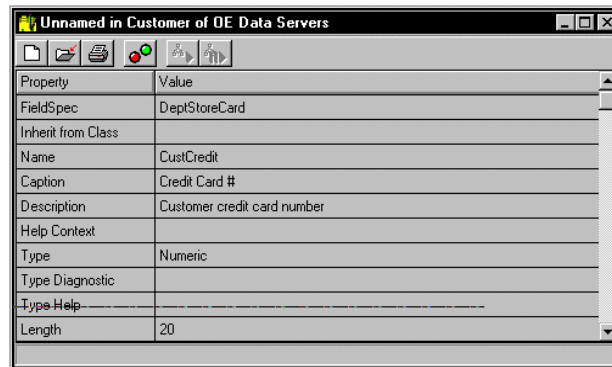 Unnamed in Customer of OE Data Servers
Property Value
FieldSpec DeptStoreCard
Inherit from Class
Name CustCredit
Caption Credit Card #
Description Customer credit card number
Help Context
Type Numeric
Type Diagnostic
Type Help
Length 20